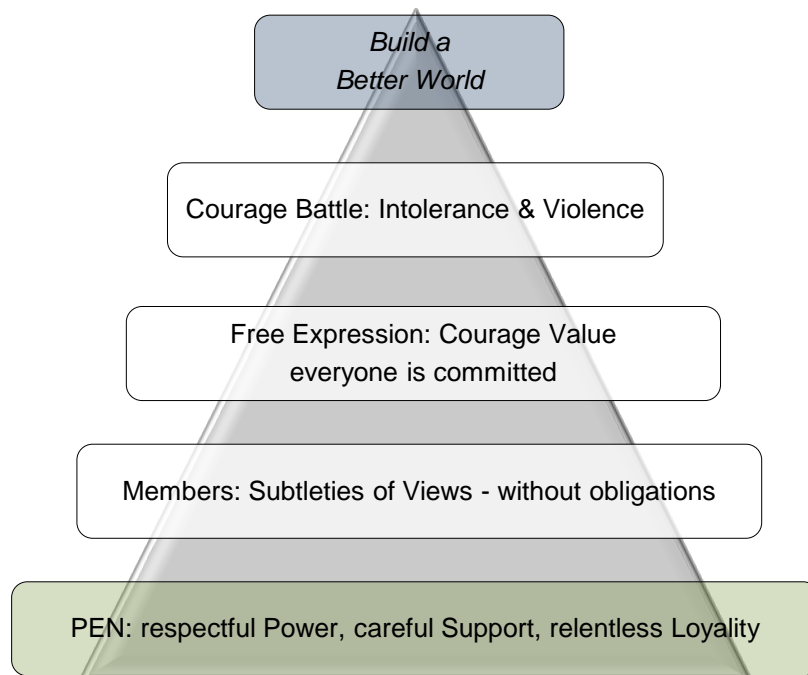 Build a
Better World
Courage Battle: Intolerance & Violence
Free Expression: Courage Value
everyone is committed
Members: Subtleties of Views - without obligations
PEN: respectful Power, careful Support, relentless Loyality